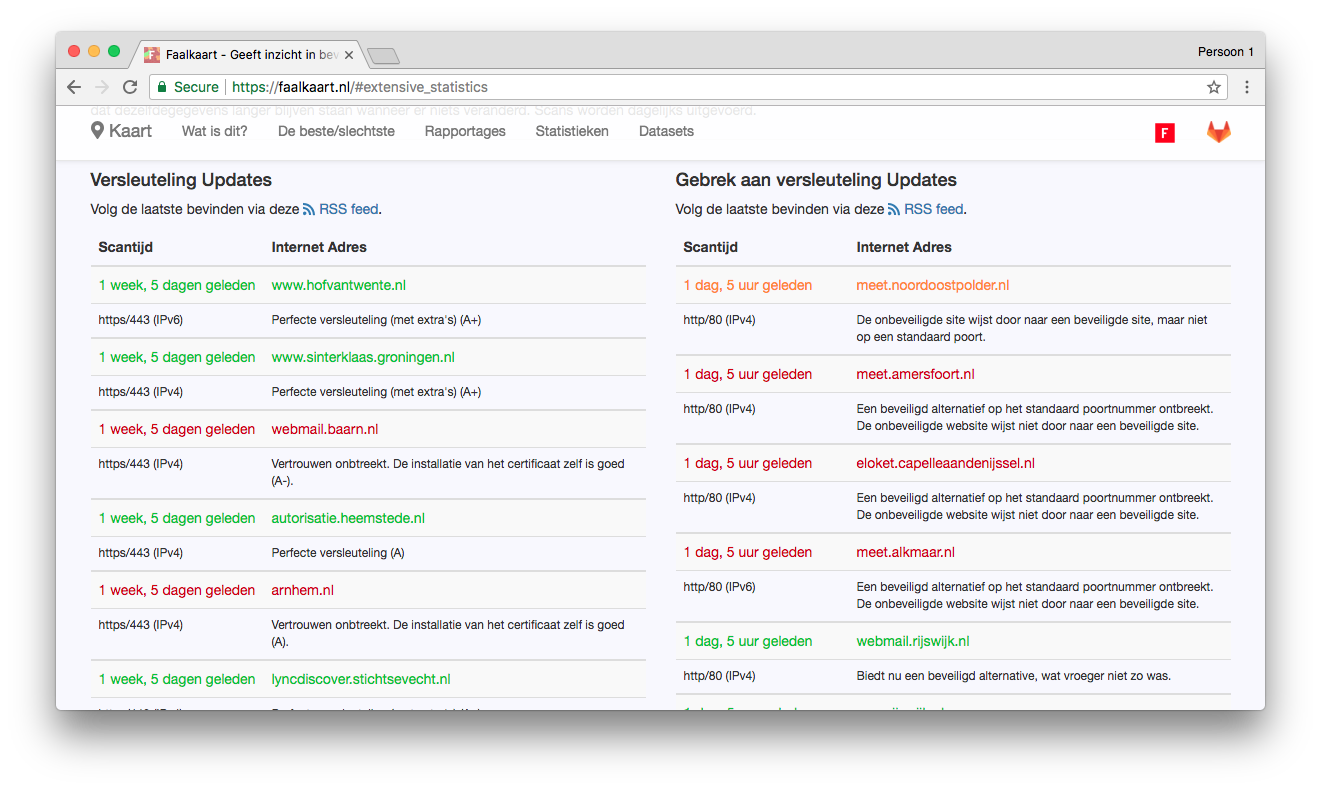 Faalkaart - Geeft inzicht in bev
Persoon 1
Secure https://faalkaart.nl/#extensive_statistics
dat dezelfdegegevens langer blijven staan wanneer er niets veranderd. Scans worden dagelijks uitgevoerd.
Kaart Wat is dit? De beste/slechtste Rapportages Statistieken Datasets F
Versleuteling Updates
Volg de laatste bevinden via deze RSS feed.
Scantijd Internet Adres
1 week, 5 dagen geleden www.hofvantwente.nl
https/443 (IPv6) Perfecte versleuteling (met extra's) (A+)
1 week, 5 dagen geleden www.sinterklaas.groningen.nl
https/443 (IPv4) Perfecte versleuteling (met extra's) (A+)
1 week, 5 dagen geleden webmail.baarn.nl
https/443 (IPv4) Vertrouwen onbtreekt. De installatie van het certificaat zelf is goed
(A-).
1 week, 5 dagen geleden autorisatie.heemstede.nl
https/443 (IPv4) Perfecte versleuteling (A)
1 week, 5 dagen geleden arnhem.nl
https/443 (IPv4) Vertrouwen onbtreekt. De installatie van het certificaat zelf is goed
(A).
1 week, 5 dagen geleden lyncdiscover.stichtsevecht.nl
Gebrek aan versleuteling Updates
Volg de laatste bevinden via deze RSS feed.
Scantijd Internet Adres
1 dag, 5 uur geleden meet.noordoostpolder.nl
http/80 (IPv4) De onbeveiligde site wijst door naar een beveiligde site, maar niet
op een standaard poort.
1 dag, 5 uur geleden meet.amersfoort.nl
http/80 (IPv4) Een beveiligd alternatief op het standaard poortnummer ontbreekt.
De onbeveiligde website wijst niet door naar een beveiligde site.
1 dag, 5 uur geleden eloket.capelleaandenijssel.nl
http/80 (IPv4) Een beveiligd alternatief op het standaard poortnummer ontbreekt.
De onbeveiligde website wijst niet door naar een beveiligde site.
1 dag, 5 uur geleden meet.alkmaar.nl
http/80 (IPv6) Een beveiligd alternatief op het standaard poortnummer ontbreekt.
De onbeveiligde website wijst niet door naar een beveiligde site.
1 dag, 5 uur geleden webmail.rijswijk.nl
http/80 (IPv4) Biedt nu een beveiligd alternative, wat vroeger niet zo was.